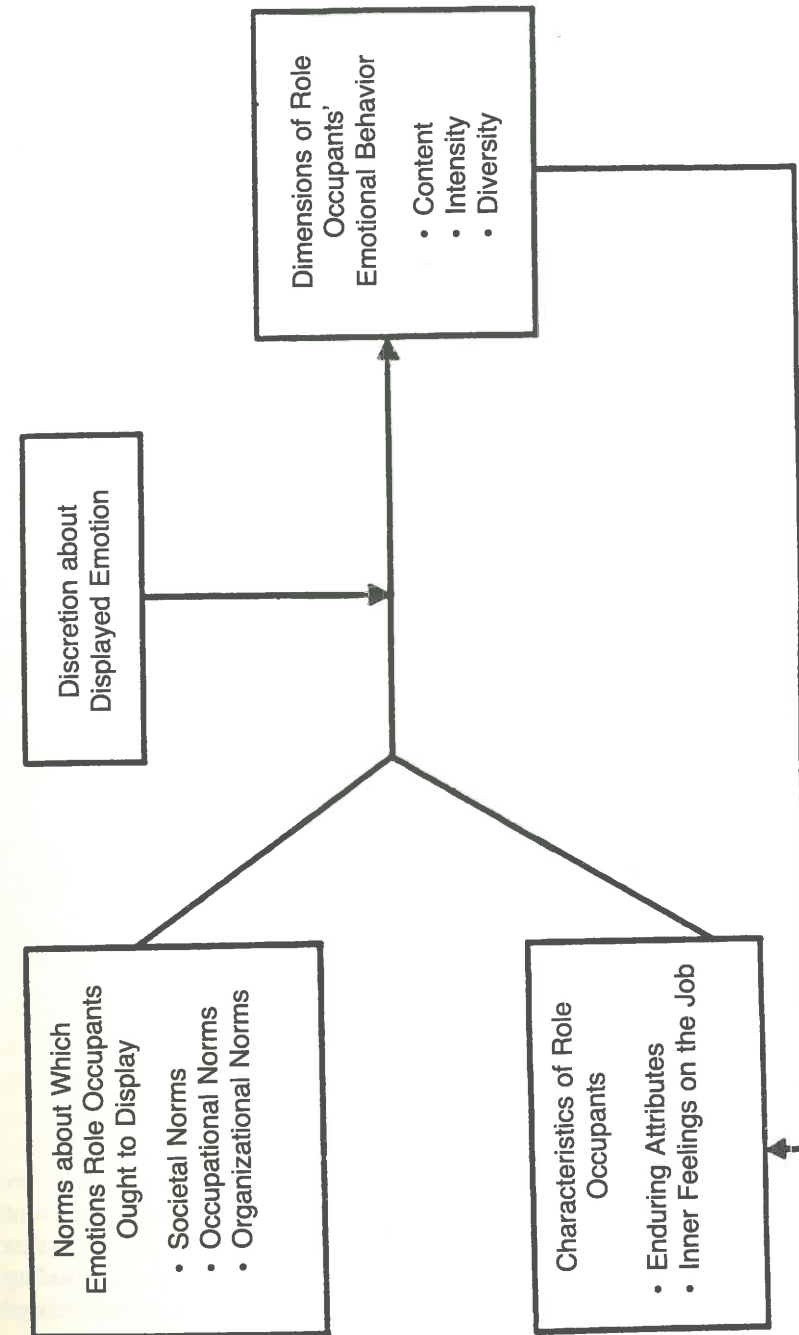 Norms about Which
Emotions Role Occupants
Ought to Display
• Societal Norms
• Occupational Norms
• Organizational Norms
Discretion about
Displayed Emotion
Dimensions of Role
Occupants'
Emotional Behavior
• Content
• Intensity
• Diversity
Characteristics of Role
Occupants
• Enduring Attributes
• Inner Feelings on the Job